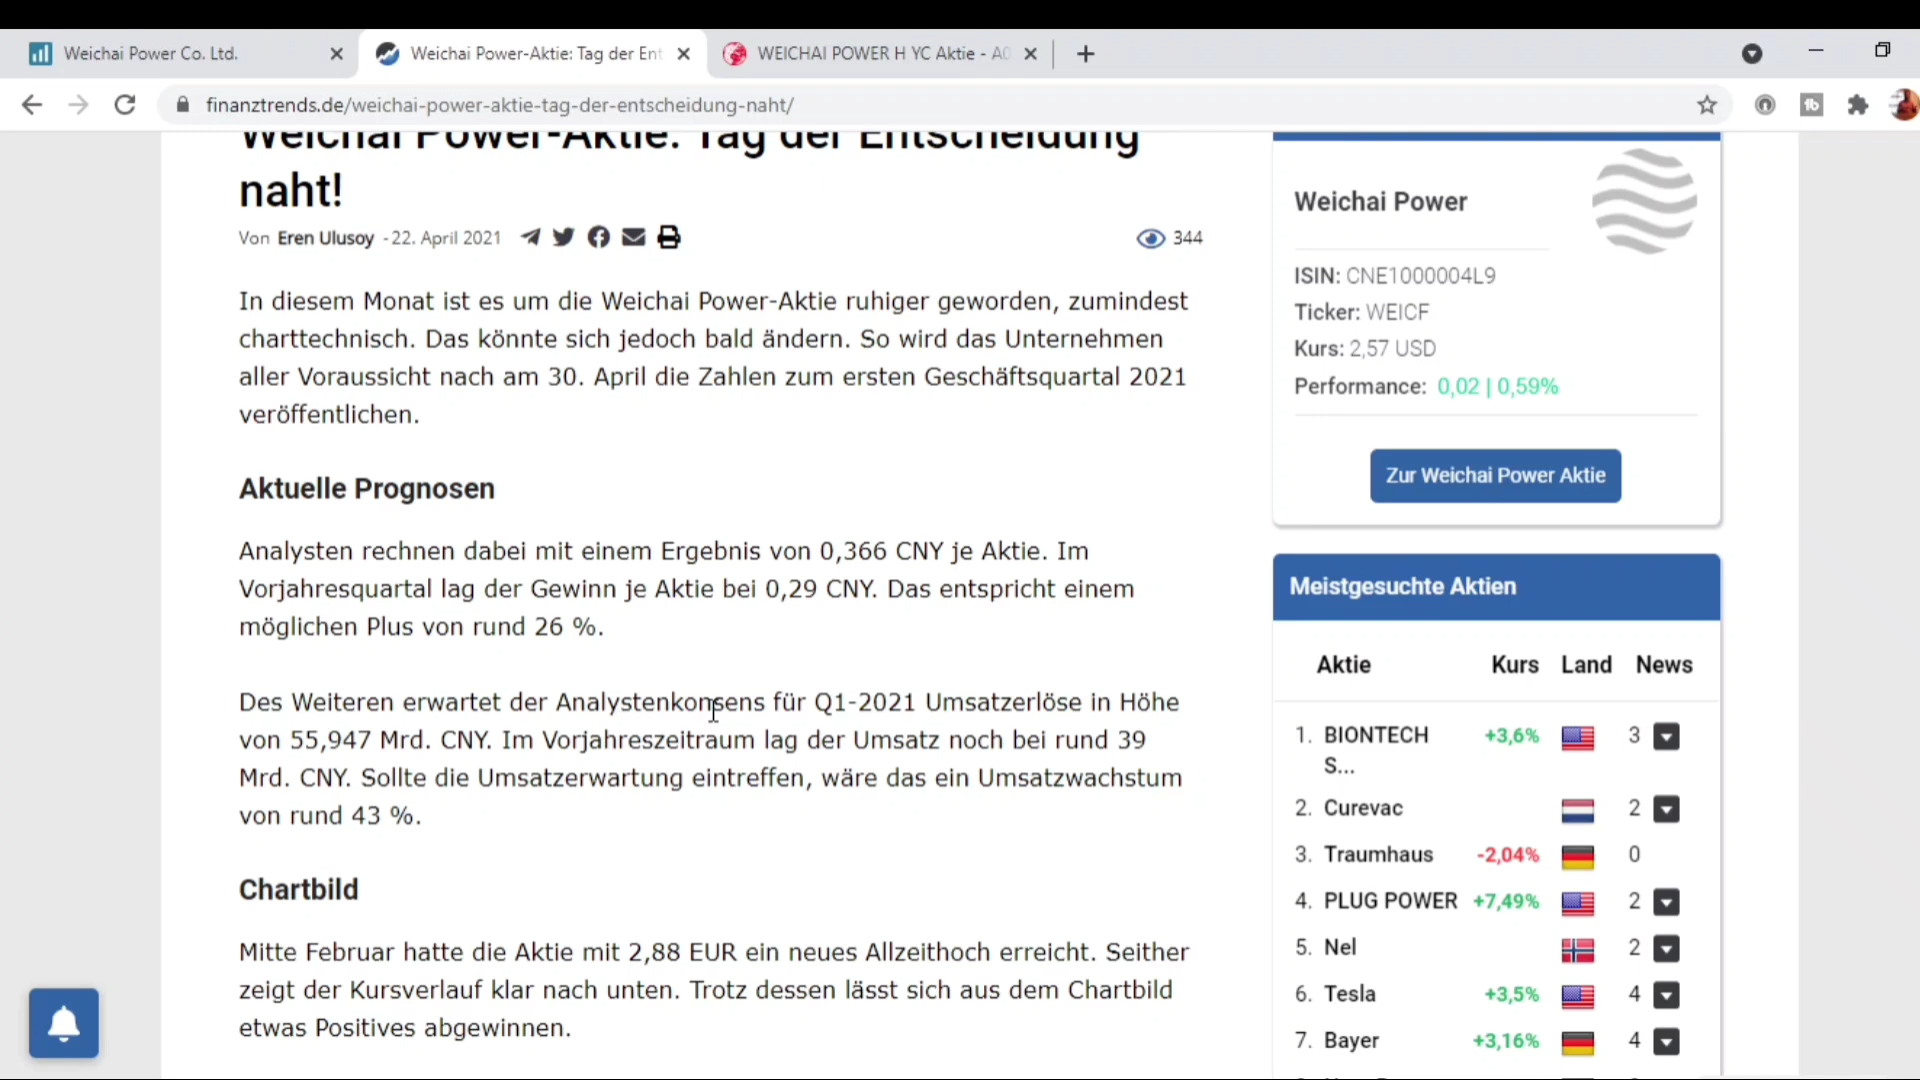 Weichai Power Co. Ltd.
Weichai Power-Aktie: Tag der Ent
WEICHAI POWER H YC Aktie - A0
finanztrends.de/weichai-power-aktie-tag-der-entscheidung-naht/
Weichai Power-Aktie: Tag der Entscheidung
naht!
Von Eren Ulusoy - 22. April 2021
344
In diesem Monat ist es um die Weichai Power-Aktie ruhiger geworden, zumindest
charttechnisch. Das könnte sich jedoch bald ändern. So wird das Unternehmen
aller Voraussicht nach am 30. April die Zahlen zum ersten Geschäftsquartal 2021
veröffentlichen.
Aktuelle Prognosen
Analysten rechnen dabei mit einem Ergebnis von 0,366 CNY je Aktie. Im
Vorjahresquartal lag der Gewinn je Aktie bei 0,29 CNY. Das entspricht einem
möglichen Plus von rund 26 %.
Des Weiteren erwartet der Analystenkonsens für Q1-2021 Umsatzerlöse in Höhe
von 55,947 Mrd. CNY. Im Vorjahreszeitraum lag der Umsatz noch bei rund 39
Mrd. CNY. Sollte die Umsatzerwartung eintreffen, wäre das ein Umsatzwachstum
von rund 43 %.
Chartbild
Mitte Februar hatte die Aktie mit 2,88 EUR ein neues Allzeithoch erreicht. Seither
zeigt der Kursverlauf klar nach unten. Trotz dessen lässt sich aus dem Chartbild
etwas Positives abgewinnen.
Weichai Power
ISIN: CNE1000004L9
Ticker: WEICF
Kurs: 2,57 USD
Performance: 0,02 | 0,59%
Zur Weichai Power Aktie
Meistgesuchte Aktien
Aktie Kurs Land News
1. BIONTECH +3,6% 3
S...
2. Curevac 2
3. Traumhaus -2,04% 0
4. PLUG POWER +7,49% 2
5. Nel 2
6. Tesla +3,5% 4
7. Bayer +3,16% 4